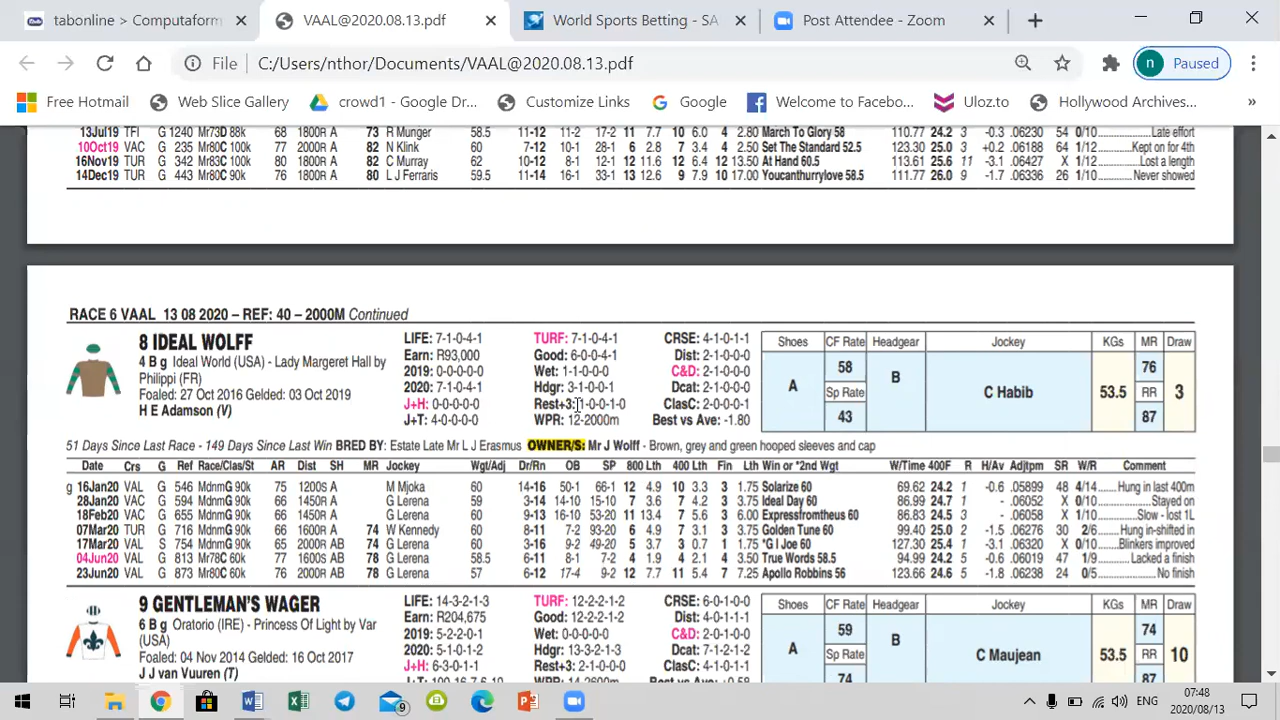 tabonline > Computaform
VAAL@2020.08.13.pdf
World Sports Betting - SA
Post Attendee - Zoom
File C:/Users/nthor/Documents/VAAL@2020.08.13.pdf
n Paused
Free Hotmail Web Slice Gallery crowd1 - Google Dr... Customize Links Google Welcome to Facebo... Uloz.to Hollywood Archives... »
13Jul19 TFI G 1240 Mr73D 88k 68 1800R A 73 R Munger 58.5 11-12 11-2 17-2 11 7.7 10 6.0 4 2.80 March To Glory 58 110.77 24.2 3 -0.3 .06230 54 0/10 Late effort
10Oct19 VAC G 235 Mr80C 100k 77 2000R A 82 N Klink 60 7-12 10-1 28-1 6 2.8 7 3.4 4 2.50 Set The Standard 52.5 123.30 25.0 3 +0.2 .06188 64 1/10 Kept on for 4th
16Nov19 TUR G 342 Mr83C 100k 80 1800R A 82 C Murray 62 10-12 8-1 12-1 12 11.6 12 6.4 12 13.50 At Hand 60.5 113.61 25.6 11 -3.1 .06427 X 1/12 Lost a length
14Dec19 TUR G 443 Mr80C 85k 76 1800R A 80 L J Ferraris 59.5 11-14 16-1 33-1 13 12.6 9 7.9 10 17.00 Youcanthurrylove 58.5 111.77 26.0 9 -1.7 .06336 26 1/10 Never showed
RACE 6 VAAL 13 08 2020 – REF: 40 – 2000M Continued
8 IDEAL WOLFF
4 B g Ideal World (USA) - Lady Margeret Hall by
Philippi (FR)
Foaled: 27 Oct 2016 Gelded: 03 Oct 2019
H E Adamson (V)
LIFE: 7-1-0-4-1 TURF: 7-1-0-4-1 CRSE: 4-1-0-1-1
Earn: R93,000 Good: 6-0-0-4-1 Dist: 2-1-0-0-0
2019: 0-0-0-0-0 Wet: 1-1-0-0-0 C&D: 2-1-0-0-0
2020: 7-1-0-4-1 Hdgr: 3-1-0-0-1 Dcat: 2-1-0-0-0
J+H: 0-0-0-0-0 Rest+3: 1-0-0-1-0 ClasC: 2-0-0-0-1
J+T: 4-0-0-0-0 WPR: 12-2000m Best vs Ave: -1.80
Shoes CF Rate Headgear Jockey KGs MR Draw
A 58 B C Habib 53.5 76 3
Sp Rate RR
43 87
51 Days Since Last Race - 149 Days Since Last Win BRED BY: Estate Late Mr L J Erasmus OWNER/S: Mr J Wolff - Brown, grey and green hooped sleeves and cap
Date Crs G Ref Race/Clas/St AR Dist SH MR Jockey Wgt/Adj Dr/Rn OB SP 800 Lth 400 Lth Fin Lth Win or *2nd Wgt W/Time 400F R H/Av Adjtpm SR W/R Comment
g 16Jan20 VAL G 546 MdnmG 90k 75 1200S A M Mjoka 60 14-16 50-1 66-1 12 4.9 10 3.3 3 1.75 Solarize 60 69.62 24.2 1 -0.6 .05899 48 4/14 Hung in last 400m
28Jan20 VAC G 594 MdnmG 90k 66 1450R A G Lerena 59 3-14 14-10 15-10 7 3.6 7 4.2 3 3.75 Ideal Day 60 86.99 24.7 1 - .06058 X 0/10 Stayed on
18Feb20 VAC G 655 MdnmG 90k 66 1450R A G Lerena 60 9-13 16-10 53-20 11 13.4 7 5.6 3 6.00 Expressfromtheus 60 86.83 24.5 3 - .06046 X 1/10 Slow - lost 1L
07Mar20 TUR G 716 MdnmG 90k 66 1600R A 74 W Kennedy 60 8-11 7-2 93-20 6 4.9 7 3.1 3 3.75 Golden Tune 60 99.40 25.0 2 -1.5 .06276 30 2/6 Hung in-shifted in
17Mar20 VAL S 754 MdnmG 90k 65 2000R AB 74 G Lerena 60 3-16 9-2 49-20 5 3.7 3 0.7 1 1.75 *G I Joe 60 127.30 25.4 1 -3.1 .06320 X 0/10 Blinkers improved
04Jun20 VAL G 813 Mr78C 60k 77 1600S AB 78 G Lerena 58.5 6-11 8-1 7-2 4 1.9 4 2.1 4 3.50 True Words 58.5 94.99 24.2 5 -0.6 .06019 47 1/9 Lacked a finish
23Jun20 VAL G 873 Mr80C 60k 76 2000R AB 78 G Lerena 57 6-12 17-4 9-2 12 7.7 11 5.4 7 7.25 Apollo Robbins 56 123.66 24.6 5 -1.8 .06238 24 0/5 No finish
9 GENTLEMAN'S WAGER
6 B g Oratorio (IRE) - Princess Of Light by Var
(USA)
Foaled: 04 Nov 2014 Gelded: 16 Oct 2017
J J van Vuuren (T)
LIFE: 14-3-2-1-3 TURF: 12-2-2-1-2 CRSE: 6-0-1-0-0
Earn: R204,675 Good: 12-2-2-1-2 Dist: 4-0-1-1-1
2019: 5-2-2-0-1 Wet: 0-0-0-0-0 C&D: 2-0-1-0-0
2020: 5-1-0-1-2 Hdgr: 13-3-2-1-3 Dcat: 7-1-2-1-2
J+H: 6-3-0-1-1 Rest+3: 2-1-0-0-0 ClasC: 4-1-0-1-1
J+T: 100-16-7-6-10 WPR: 14-2600m Best vs Ave: +0.58
Shoes CF Rate Headgear Jockey KGs MR Draw
A 59 B C Maujean 53.5 74 10
Sp Rate RR
74 87
9
ENG
07:48
2020/08/13